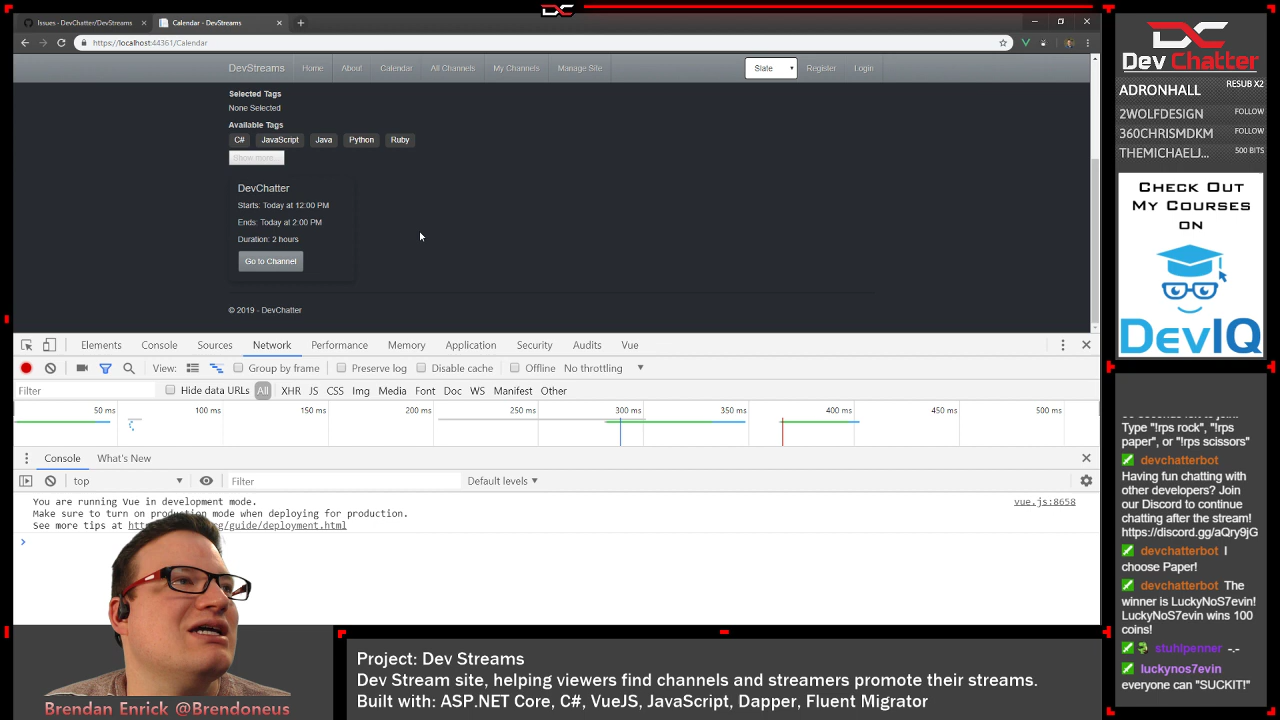 Issues - DevChatter/DevStreams
Calendar - DevStreams
https://localhost:44361/Calendar
DevStreams Home About Calendar All Channels My Channels Manage Site Slate Register Login
Selected Tags
None Selected
Available Tags
C# JavaScript Java Python Ruby
Show more...
DevChatter
Starts: Today at 12:00 PM
Ends: Today at 2:00 PM
Duration: 2 hours
Go to Channel
© 2019 - DevChatter
Elements Console Sources Network Performance Memory Application Security Audits Vue
View: Group by frame Preserve log Disable cache Offline No throttling
Filter Hide data URLs All XHR JS CSS Img Media Font Doc WS Manifest Other
50 ms 100 ms 150 ms 200 ms 250 ms 300 ms 350 ms 400 ms 450 ms 500 ms
Console What's New
top Filter Default levels
You are running Vue in development mode. vue.js:8658
Make sure to turn on production mode when deploying for production.
See more tips at /guide/deployment.html
Brendan Enrick @Brendoneus
Project: Dev Streams
Dev Stream site, helping viewers find channels and streamers promote their streams.
Built with: ASP.NET Core, C#, VueJS, JavaScript, Dapper, Fluent Migrator
DC
Dev Chatter
ADRONHALL RESUB X2
2WOLFDESIGN FOLLOW
360CHRISMDKM FOLLOW
THEMICHAELJ... 500 BITS
Check Out
My Courses
on
DevIQ
Type "!rps rock", "!rps
paper", or "!rps scissors"
devchatterbot
Having fun chatting with
other developers? Join
our Discord to continue
chatting after the stream!
https://discord.gg/aQry9jG
devchatterbot I
choose Paper!
devchatterbot The
winner is LuckyNoS7evin!
LuckyNoS7evin wins 100
coins!
stuhlpenner -.-
luckynos7evin
everyone can "SUCKIT!"